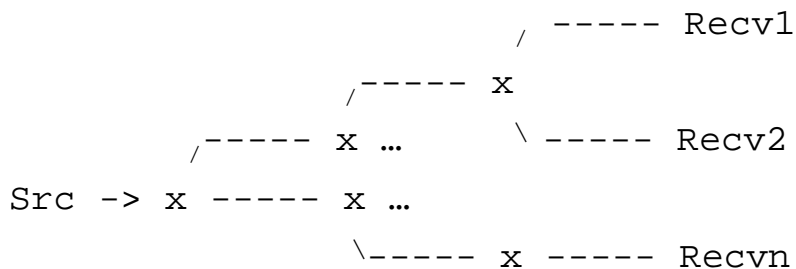 / ----- Recv1
/----- x
/----- x … \ ----- Recv2
Src -> x ----- x …
\----- x ----- Recvn